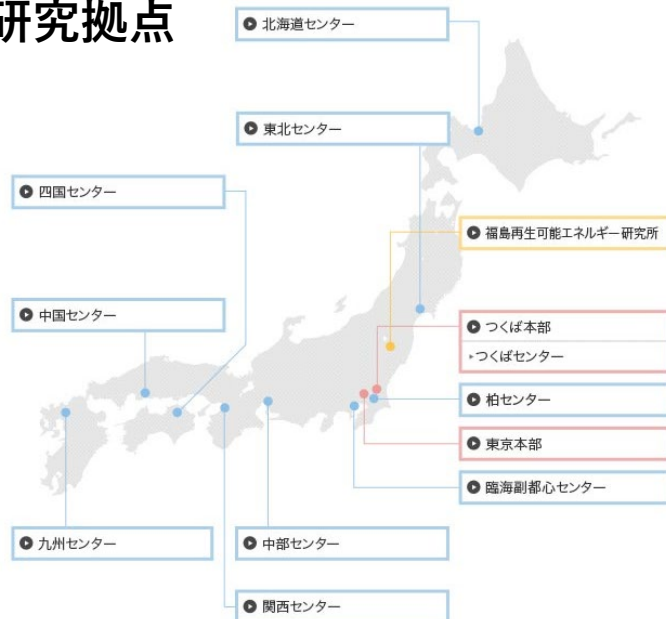 研究拠点
北海道センター
東北センター
四国センター
福島再生可能エネルギー研究所
中国センター
つくば本部
つくばセンター
柏センター
東京本部
臨海副都心センター
九州センター
中部センター
関西センター